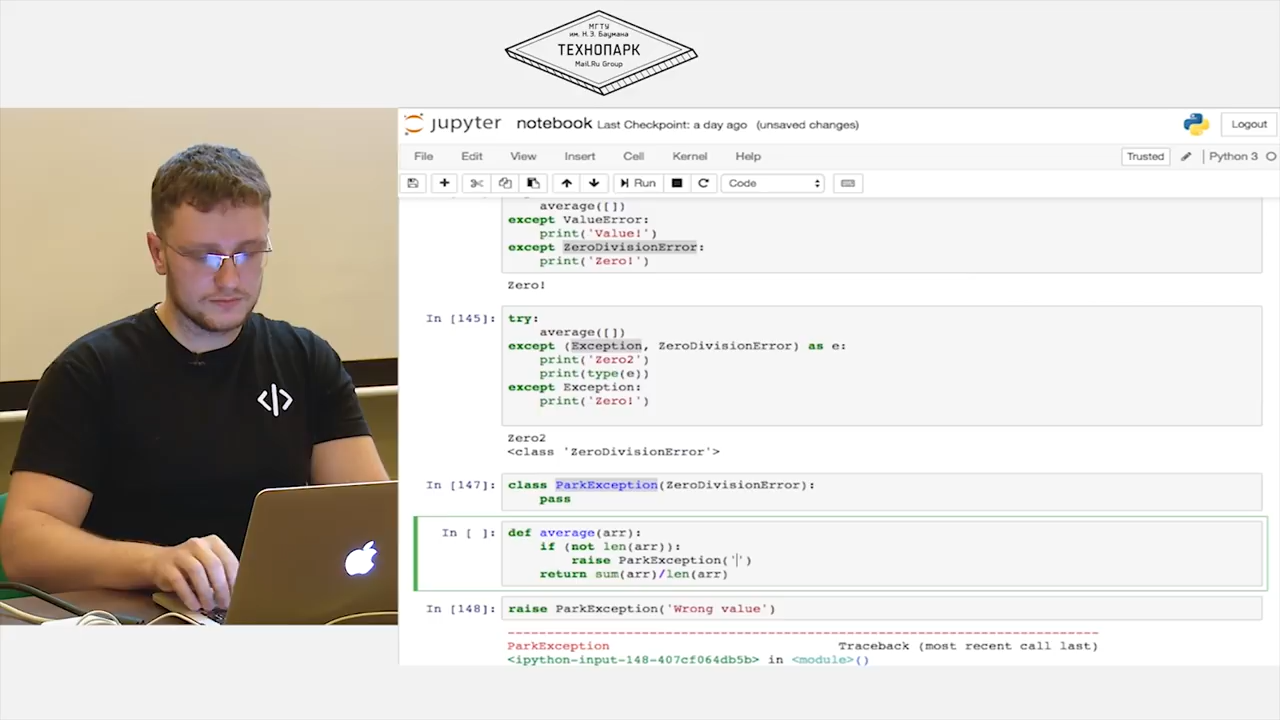 МГТУ
им. Н.Э. Баумана
ТЕХНОПАРК
Mail.Ru Group
jupyter notebook Last Checkpoint: a day ago (unsaved changes)
Logout
File Edit View Insert Cell Kernel Help
Trusted Python 3
Run Code
average([])
except ValueError:
print('Value!')
except ZeroDivisionError:
print('Zero!')
Zero!
In [145]: try:
average([])
except (Exception, ZeroDivisionError) as e:
print('Zero2')
print(type(e))
except Exception:
print('Zero!')
Zero2
<class 'ZeroDivisionError'>
In [147]: class ParkException(ZeroDivisionError):
pass
In [ ]: def average(arr):
if (not len(arr)):
raise ParkException('')
return sum(arr)/len(arr)
In [148]: raise ParkException('Wrong value')
---------------------------------------------------------------------------
ParkException Traceback (most recent call last)
<ipython-input-148-407cf064db5b> in <module>()